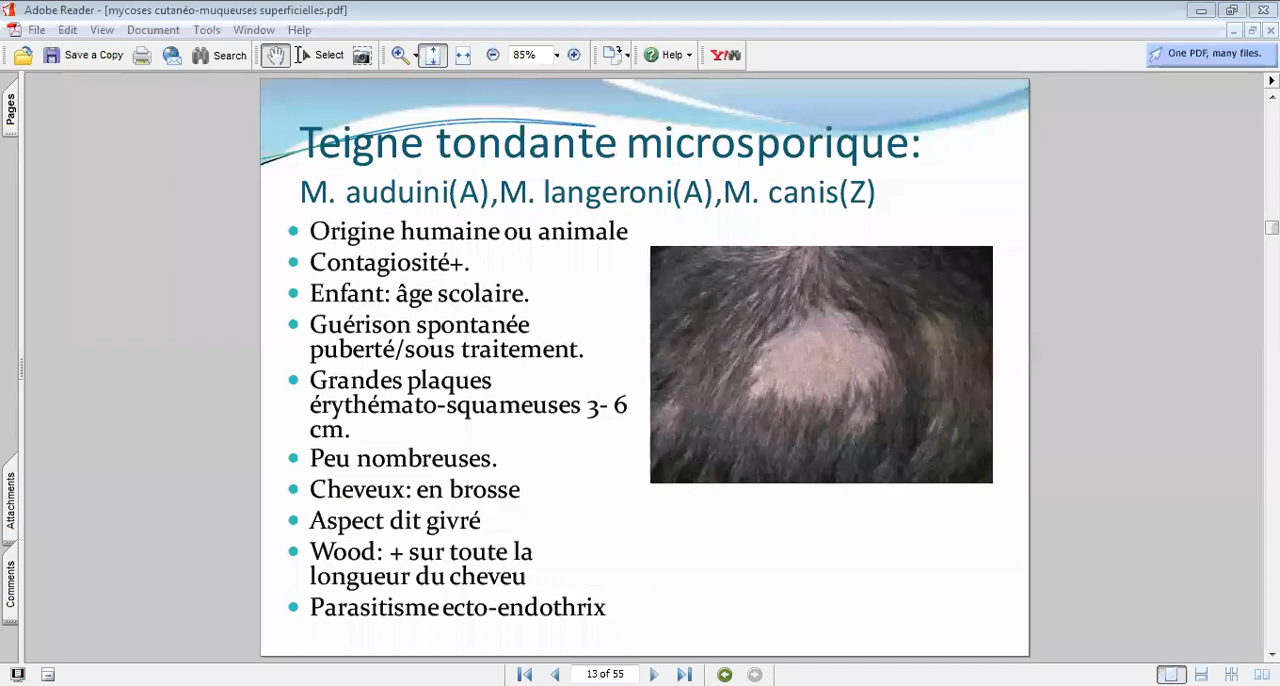 Adobe Reader - [mycoses cutanéo-muqueuses superficielles.pdf]
File Edit View Document Tools Window Help
Save a Copy Search Select 85% Help Y!
One PDF, many files.
Pages
Teigne tondante microsporique:
M. auduini(A),M. langeroni(A),M. canis(Z)
Origine humaine ou animale
Contagiosité+.
Enfant: âge scolaire.
Guérison spontanée
puberté/sous traitement.
Grandes plaques
érythémato-squameuses 3- 6
cm.
Peu nombreuses.
Cheveux: en brosse
Aspect dit givré
Wood: + sur toute la
longueur du cheveu
Parasitisme ecto-endothrix
Attachments
Comments
13 of 55